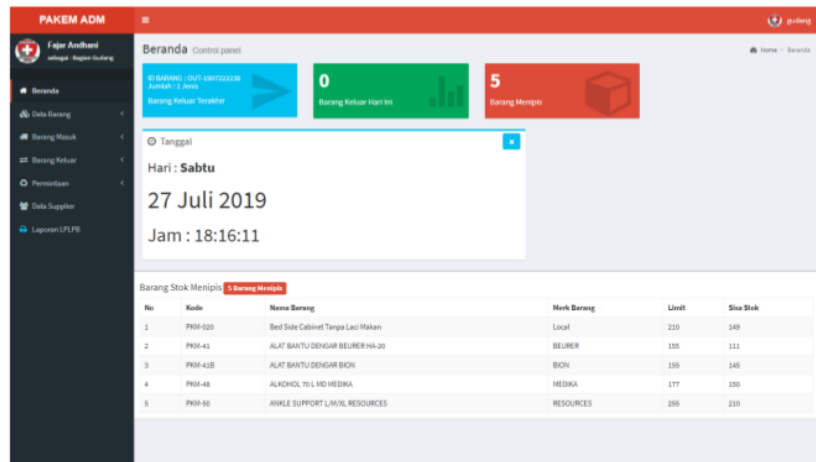 PAKEM ADM
gudang
Fajar Andhani
sebagai : Bagian Gudang
Beranda Control panel
Home > Beranda
Beranda
Data Barang
Barang Masuk
Barang Keluar
Permintaan
Data Supplier
Laporan LPLPB
ID BARANG : OUT-1907222238
Jumlah : 2 Jenis
Barang Keluar Terakhir
0
Barang Keluar Hari Ini
5
Barang Menipis
Tanggal
Hari : Sabtu
27 Juli 2019
Jam : 18:16:11
Barang Stok Menipis 5 Barang Menipis
No Kode Nama Barang Merk Barang Limit Sisa Stok
1 PKM-020 Bed Side Cabinet Tanpa Laci Makan Local 210 149
2 PKM-41 ALAT BANTU DENGAR BEURER HA-20 BEURER 155 111
3 PKM-41B ALAT BANTU DENGAR BION BION 155 145
4 PKM-48 ALKOHOL 70 L MD MEDIKA MEDIKA 177 150
5 PKM-50 ANKLE SUPPORT L/M/XL RESOURCES RESOURCES 255 210